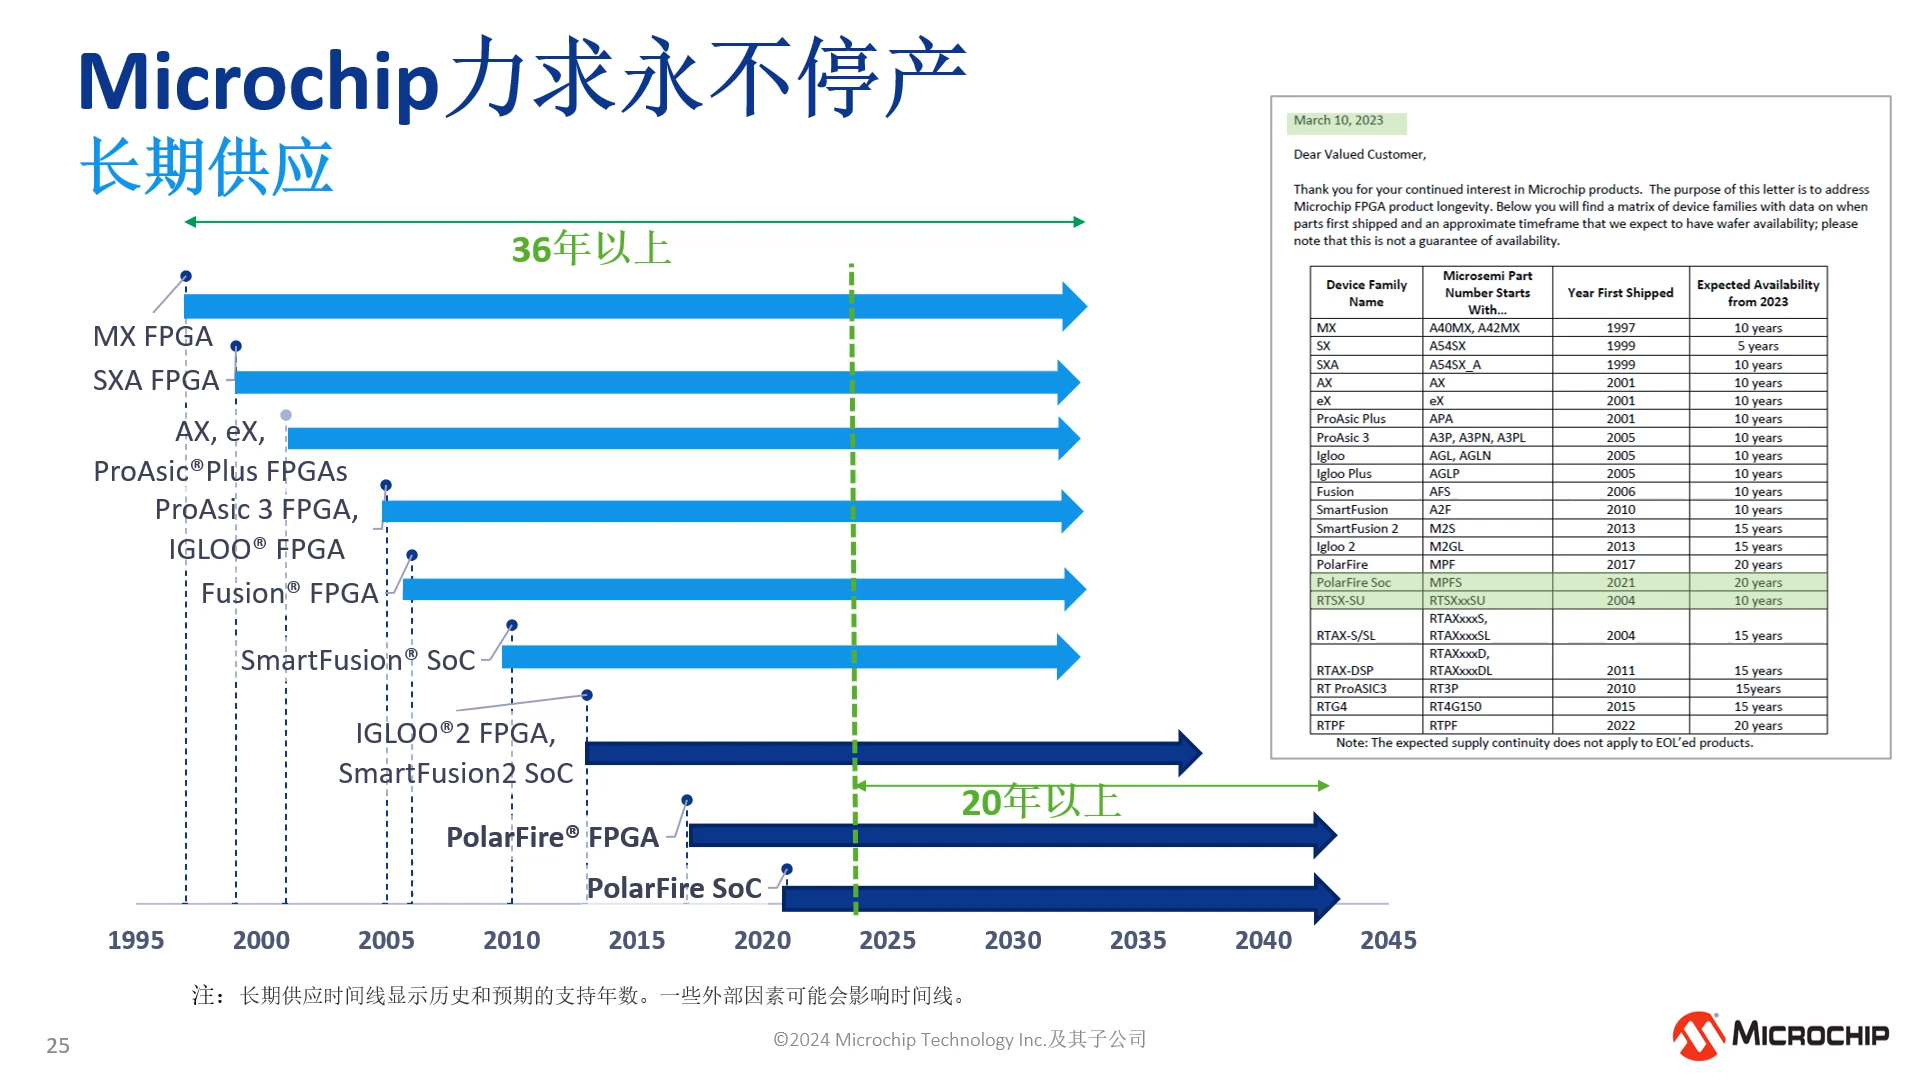 Microchip力求永不停产
长期供应
36年以上
MX FPGA
SXA FPGA
AX, eX,
ProAsic®Plus FPGAs
ProAsic 3 FPGA,
IGLOO® FPGA
Fusion® FPGA
SmartFusion® SoC
IGLOO®2 FPGA,
SmartFusion2 SoC
20年以上
PolarFire® FPGA
PolarFire SoC
1995 2000 2005 2010 2015 2020 2025 2030 2035 2040 2045
注：长期供应时间线显示历史和预期的支持年数。一些外部因素可能会影响时间线。
March 10, 2023
Dear Valued Customer,
Thank you for your continued interest in Microchip products. The purpose of this letter is to address
Microchip FPGA product longevity. Below you will find a matrix of device families with data on when
parts first shipped and an approximate timeframe that we expect to have wafer availability; please
note that this is not a guarantee of availability.
Device Family Name | Microsemi Part Number Starts With... | Year First Shipped | Expected Availability from 2023
MX | A40MX, A42MX | 1997 | 10 years
SX | A54SX | 1999 | 5 years
SXA | A54SX_A | 1999 | 10 years
AX | AX | 2001 | 10 years
eX | eX | 2001 | 10 years
ProAsic Plus | APA | 2001 | 10 years
ProAsic 3 | A3P, A3PN, A3PL | 2005 | 10 years
Igloo | AGL, AGLN | 2005 | 10 years
Igloo Plus | AGLP | 2005 | 10 years
Fusion | AFS | 2006 | 10 years
SmartFusion | A2F | 2010 | 10 years
SmartFusion 2 | M2S | 2013 | 15 years
Igloo 2 | M2GL | 2013 | 15 years
PolarFire | MPF | 2017 | 20 years
PolarFire Soc | MPFS | 2021 | 20 years
RTSX-SU | RTSXxxSU | 2004 | 10 years
RTAX-S/SL | RTAXxxxS, RTAXxxxSL | 2004 | 15 years
RTAX-DSP | RTAXxxxD, RTAXxxxDL | 2011 | 15 years
RT ProASIC3 | RT3P | 2010 | 15years
RTG4 | RT4G150 | 2015 | 15 years
RTPF | RTPF | 2022 | 20 years
Note: The expected supply continuity does not apply to EOL’ed products.
25
©2024 Microchip Technology Inc.及其子公司
MICROCHIP